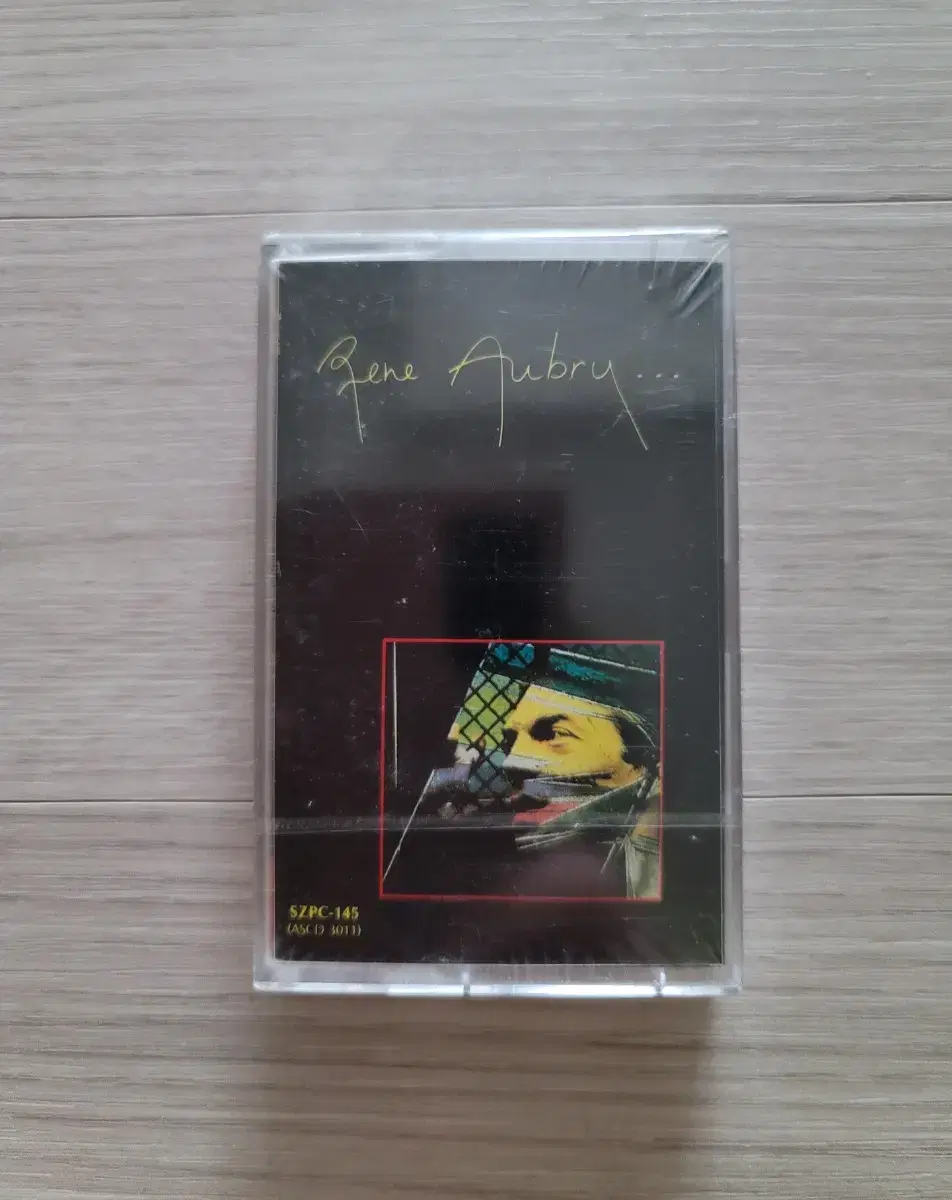 Rene Aubry...
SZPC-145
(ASCD 3011)